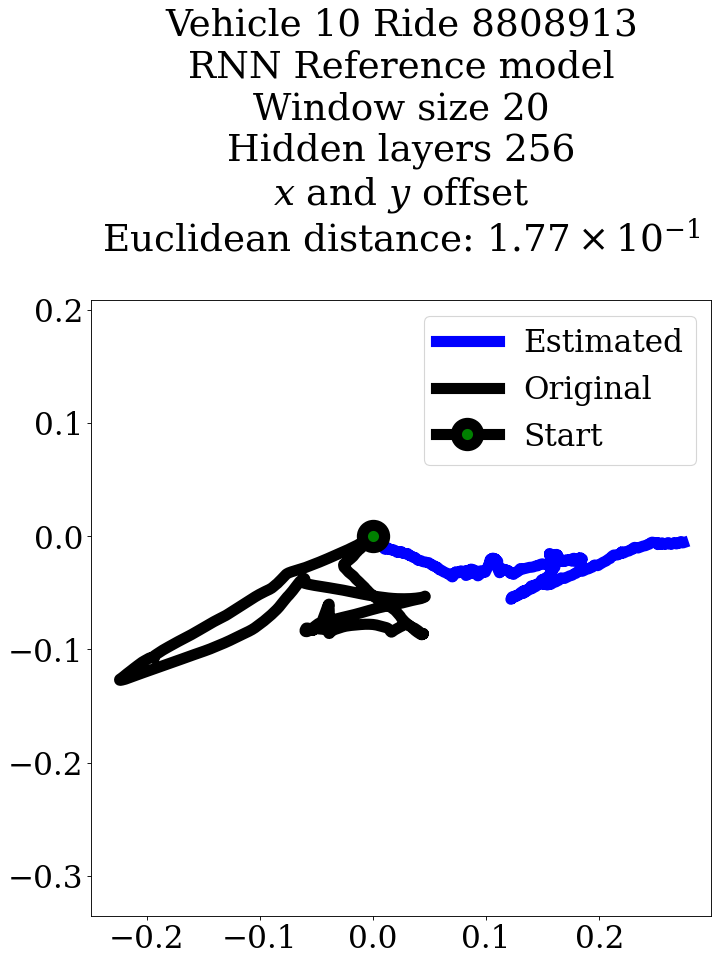 Vehicle 10 Ride 8808913
RNN Reference model
Window size 20
Hidden layers 256
x and y offset
Euclidean distance: 1.77 × 10⁻¹
Estimated
Original
Start
0.2
0.1
0.0
−0.1
−0.2
−0.3
−0.2 −0.1 0.0 0.1 0.2